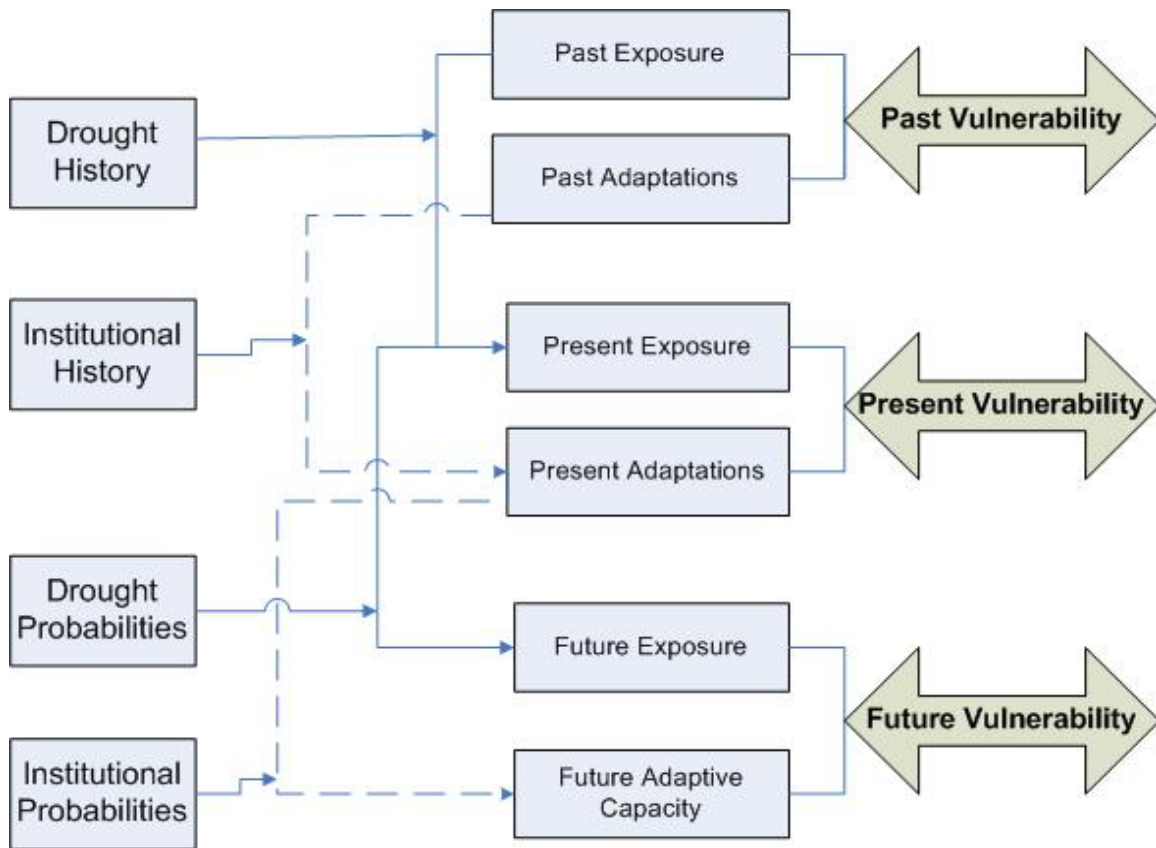 Drought
History
Institutional
History
Drought
Probabilities
Institutional
Probabilities
Past Exposure
Past Adaptations
Present Exposure
Present Adaptations
Future Exposure
Future Adaptive
Capacity
Past Vulnerability
Present Vulnerability
Future Vulnerability